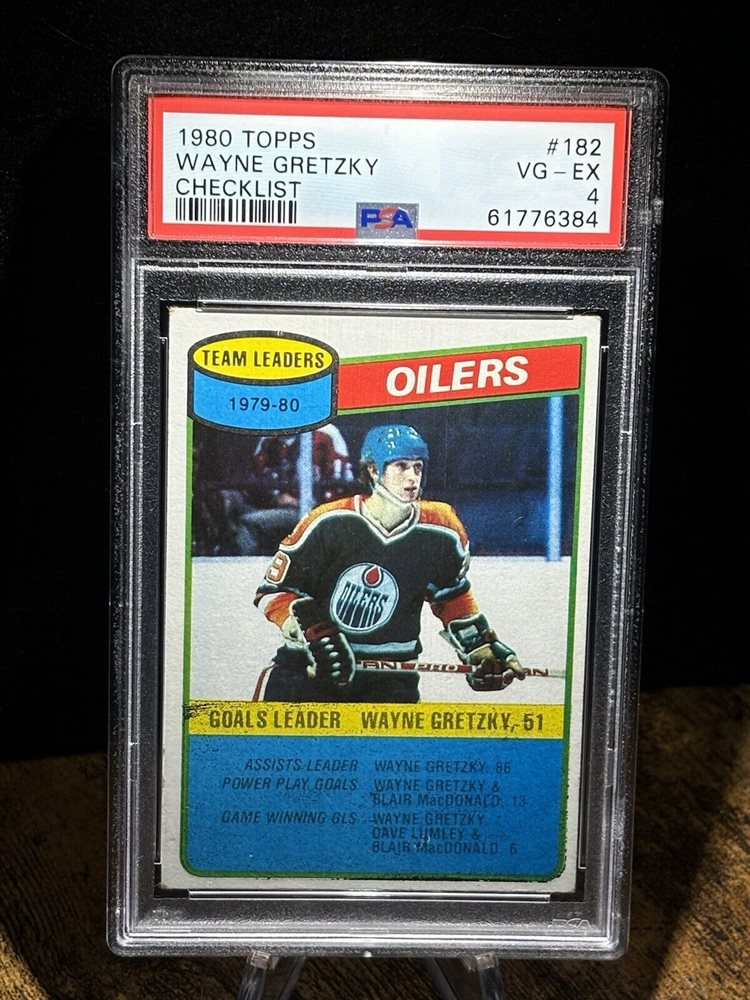 1980 TOPPS #182
WAYNE GRETZKY VG - EX
CHECKLIST 4
PSA 61776384
TEAM LEADERS
1979-80
OILERS
9
OILERS
GOALS LEADER WAYNE GRETZKY, 51
ASSISTS LEADER WAYNE GRETZKY, 86
POWER PLAY GOALS WAYNE GRETZKY &
BLAIR MacDONALD, 13
GAME WINNING GLS WAYNE GRETZKY,
DAVE LUMLEY &
BLAIR MacDONALD, 6
PSA